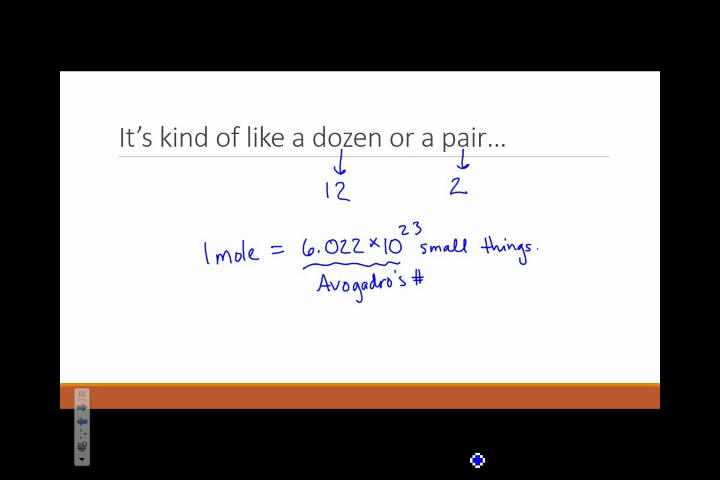 It's kind of like a dozen or a pair...
12 2
1 mole = 6.022 × 10²³ small things.
Avogadro's #